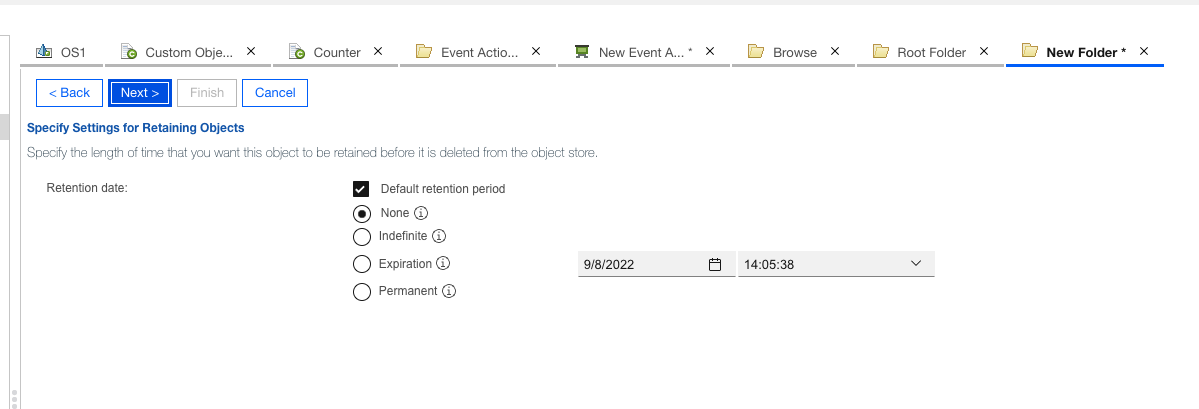 OS1 Custom Obje... Counter Event Actio... New Event A... * Browse Root Folder New Folder *
< Back Next > Finish Cancel
Specify Settings for Retaining Objects
Specify the length of time that you want this object to be retained before it is deleted from the object store.
Retention date: Default retention period
None
Indefinite
Expiration 9/8/2022 14:05:38
Permanent